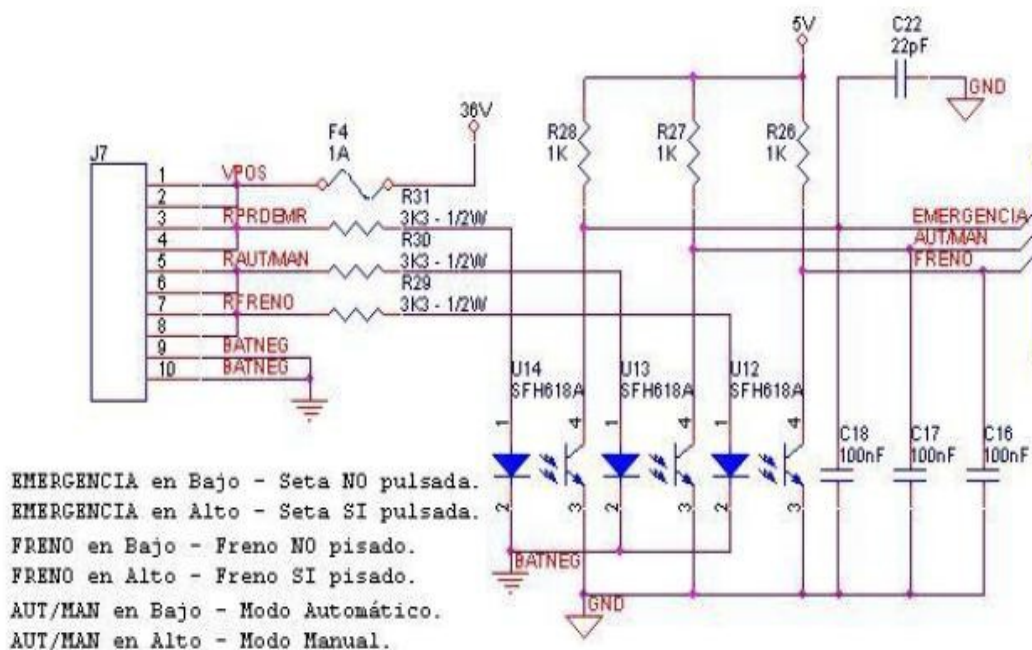 5V
C22
22pF
GND
36V
F4
1A
R28
1K
R27
1K
R26
1K
J7
1
VPOS
2
R31
3
RPRDEMR
3K3 - 1/2W
EMERGENCIA
4
R30
AUT/MAN
5
RAUT/MAN
3K3 - 1/2W
FRENO
6
R29
7
RFRENO
3K3 - 1/2W
8
9
BATNEG
10
BATNEG
U14
SFH618A
U13
SFH618A
U12
SFH618A
1
4
1
4
1
4
C18
100nF
C17
100nF
C16
100nF
2
3
2
3
2
3
BATNEG
GND
EMERGENCIA en Bajo - Seta NO pulsada.
EMERGENCIA en Alto - Seta SI pulsada.
FRENO en Bajo - Freno NO pisado.
FRENO en Alto - Freno SI pisado.
AUT/MAN en Bajo - Modo Automático.
AUT/MAN en Alto - Modo Manual.